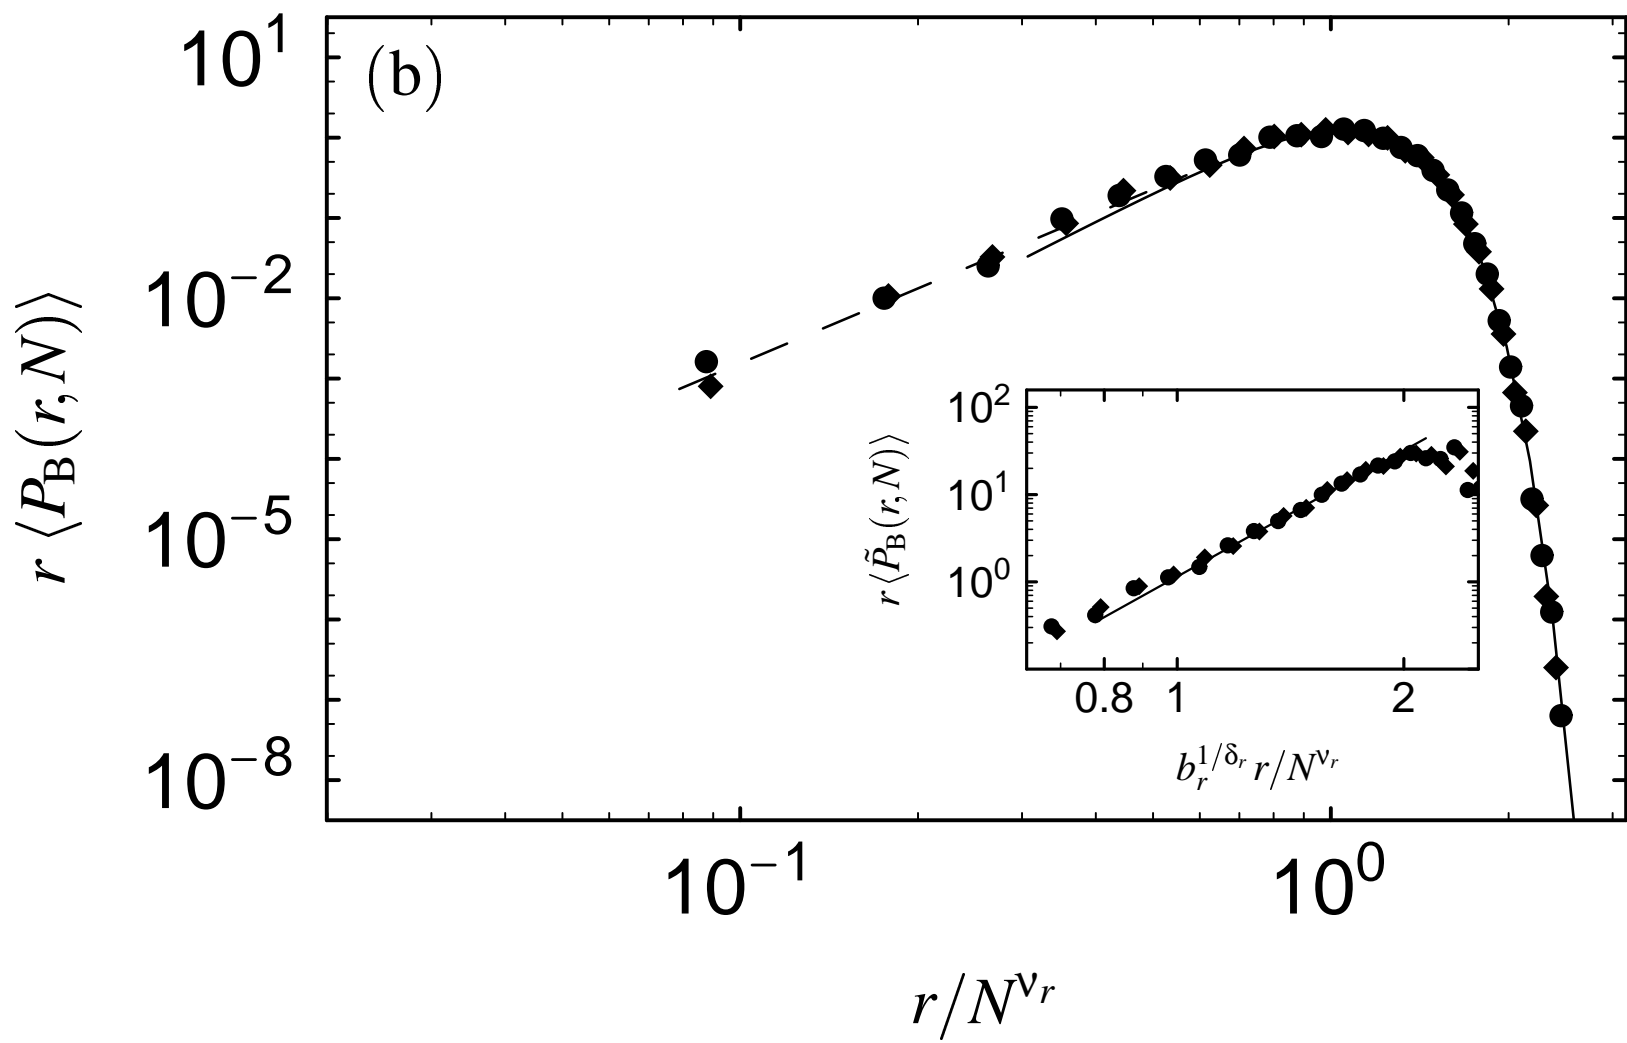 (b)
10^1
10^−2
10^−5
10^−8
r ⟨P_B(r, N)⟩
10^−1 10^0
r/N^{ν_r}
10^2
10^1
10^0
r ⟨P̃_B(r, N)⟩
0.8 1 2
b_r^{1/δ_r} r/N^{ν_r}